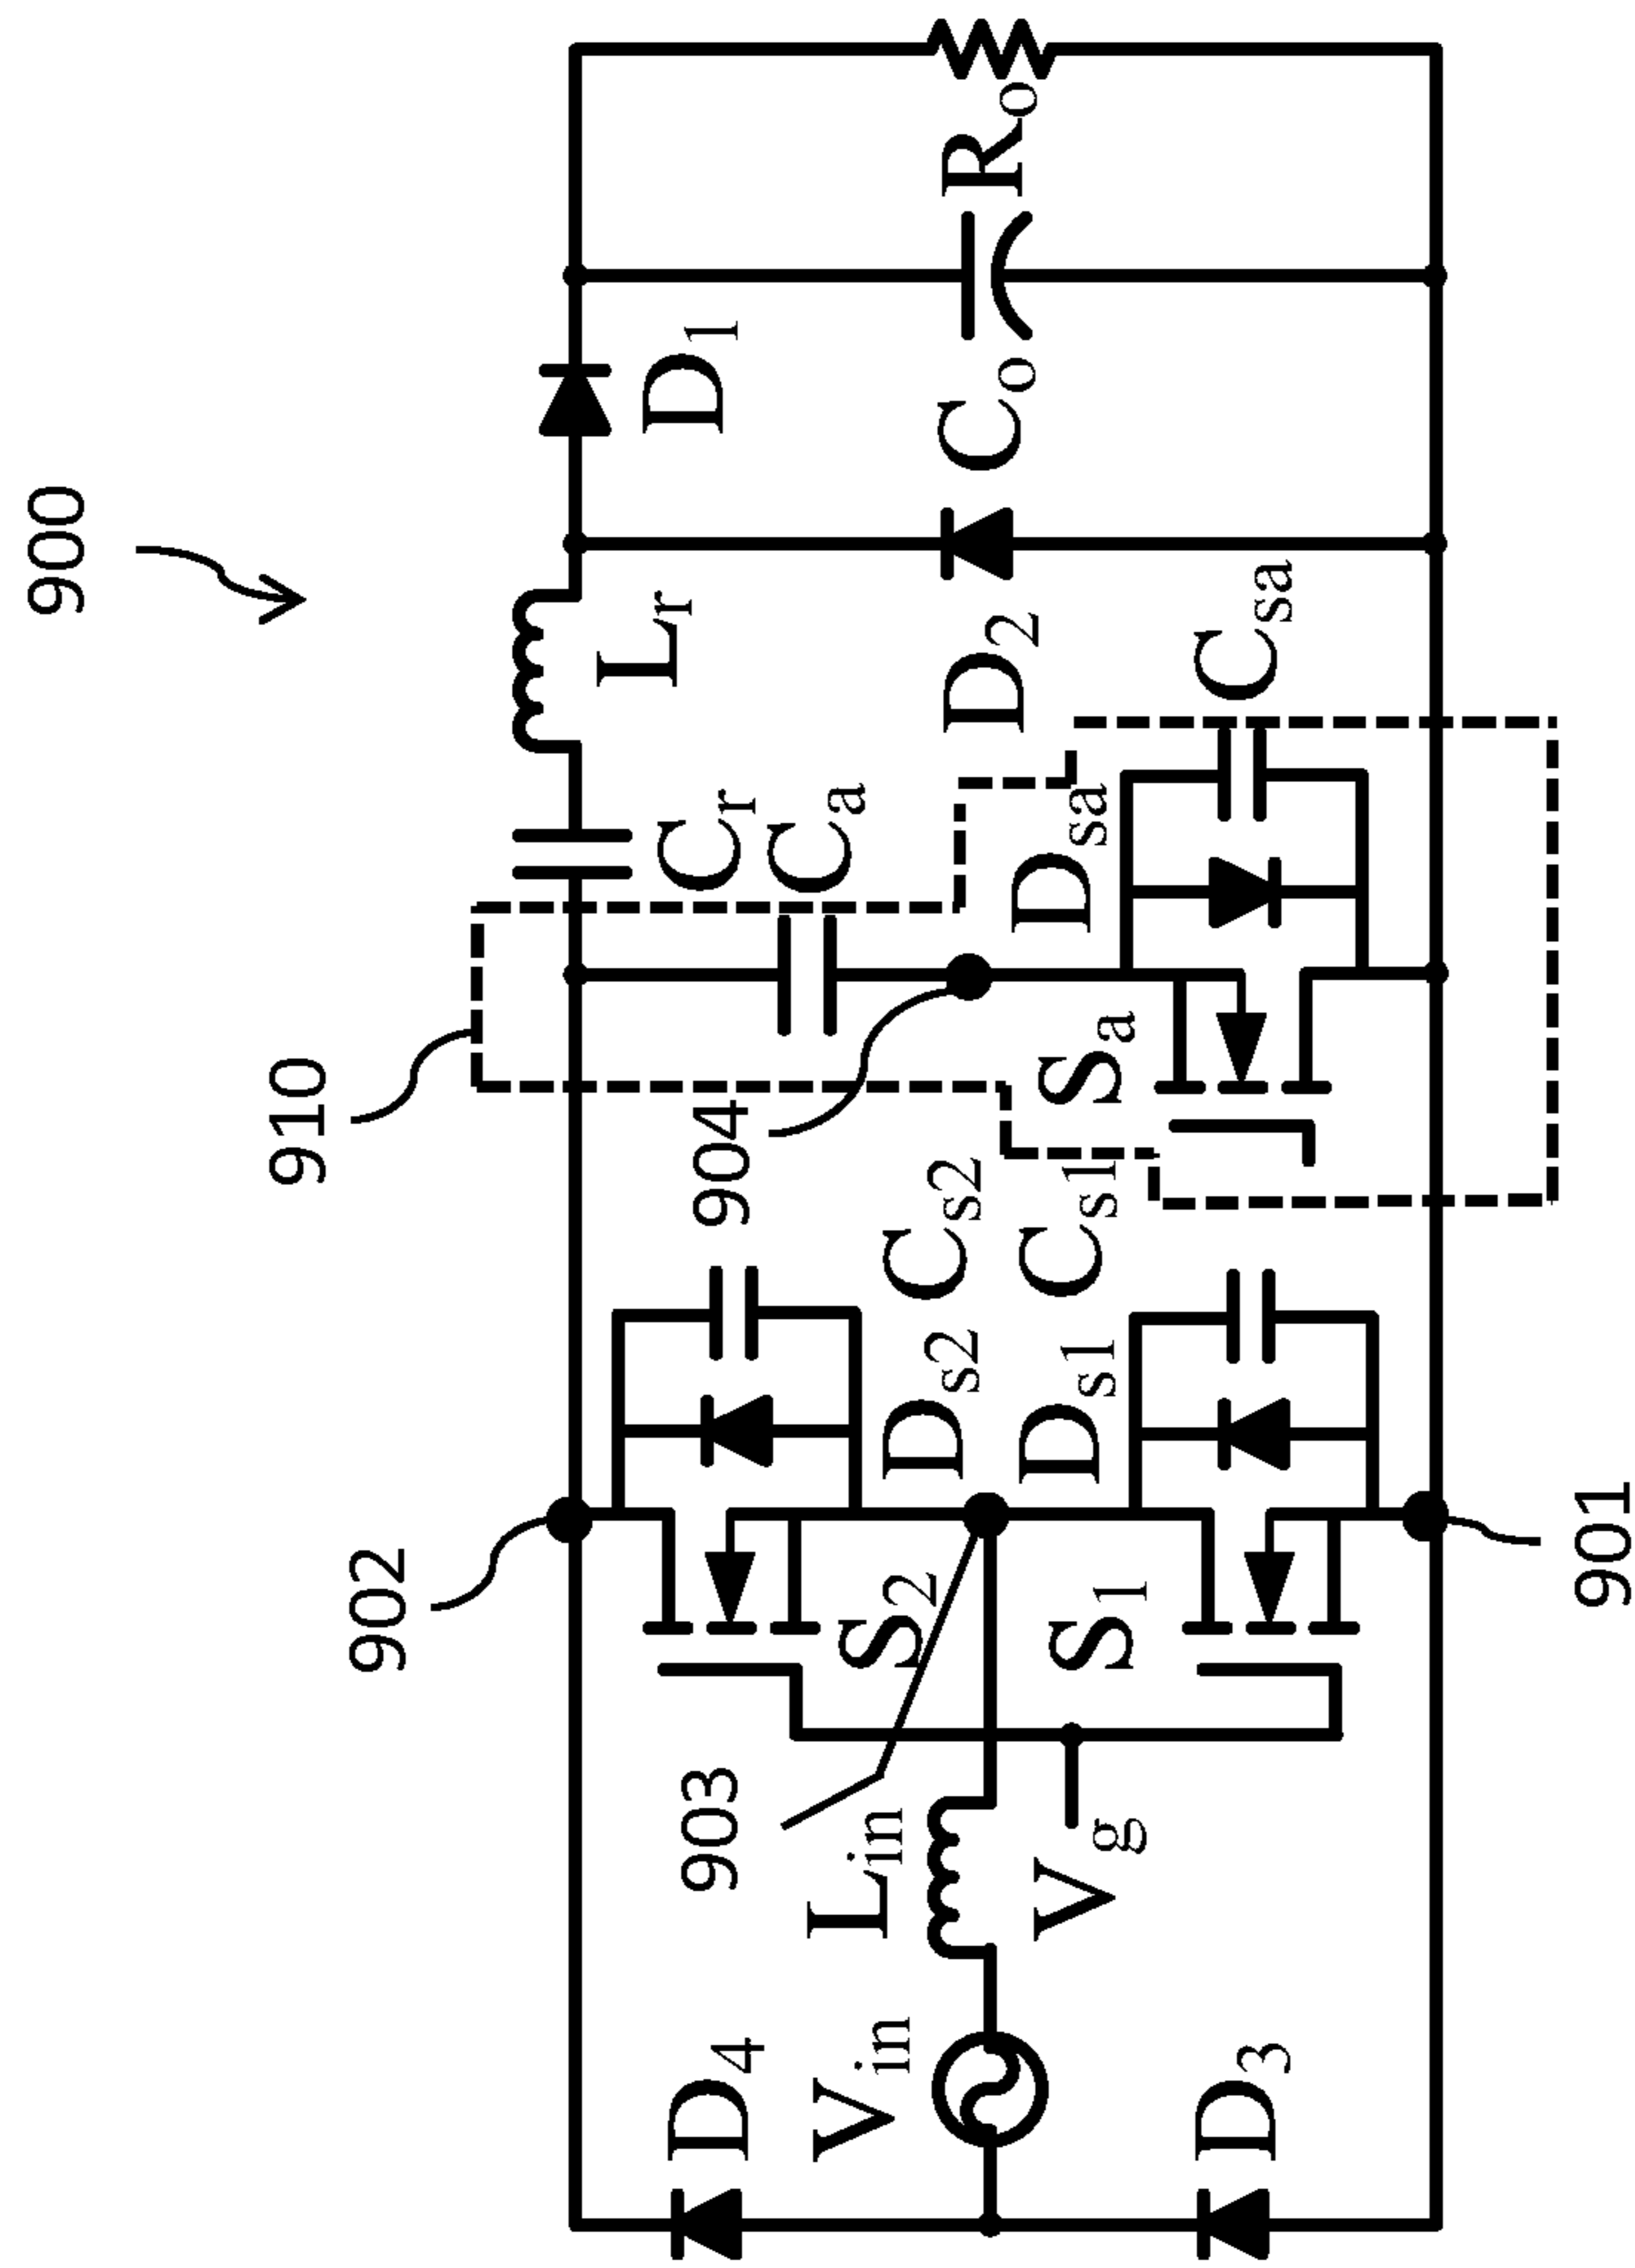 900
910
902
904
903
901
D4
D3
Vin
Lin
Vg
S2
S1
Ds2
Cs2
Ds1
Cs1
Sa
Dsa
Csa
Ca
Cr
Lr
D2
D1
Co
Ro